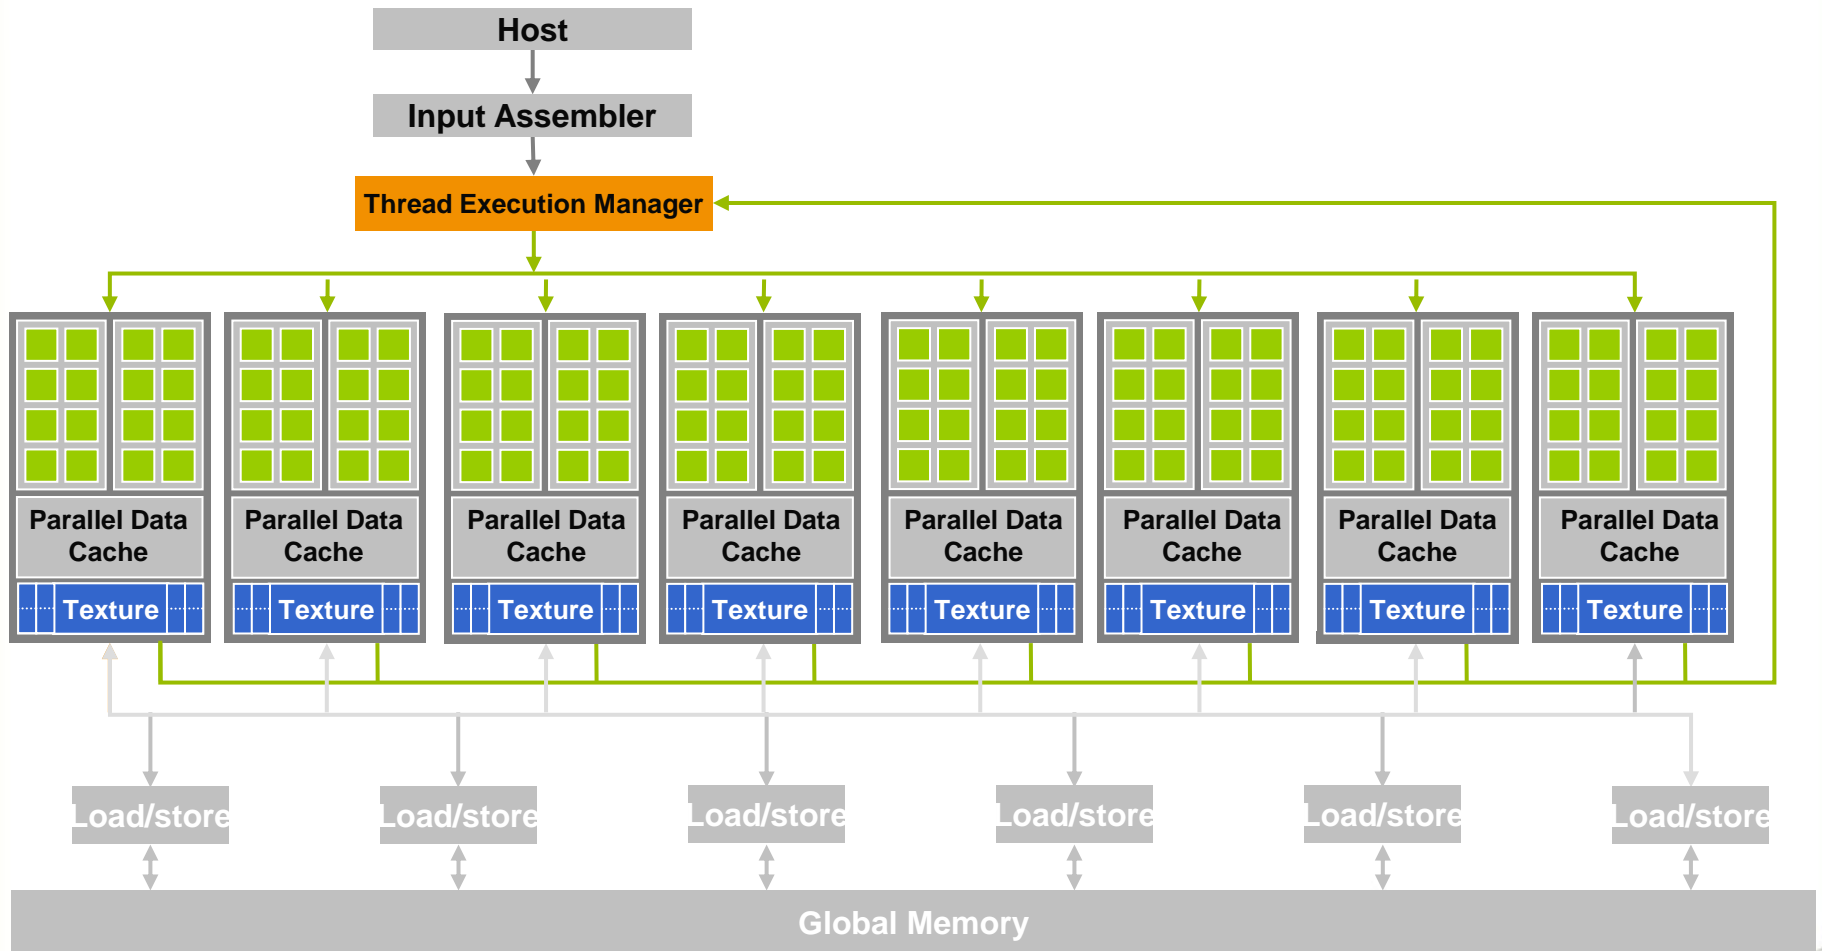 Host
Input Assembler
Thread Execution Manager
Parallel Data
Cache
Parallel Data
Cache
Parallel Data
Cache
Parallel Data
Cache
Parallel Data
Cache
Parallel Data
Cache
Parallel Data
Cache
Parallel Data
Cache
Texture
Texture
Texture
Texture
Texture
Texture
Texture
Texture
Load/store
Load/store
Load/store
Load/store
Load/store
Load/store
Global Memory